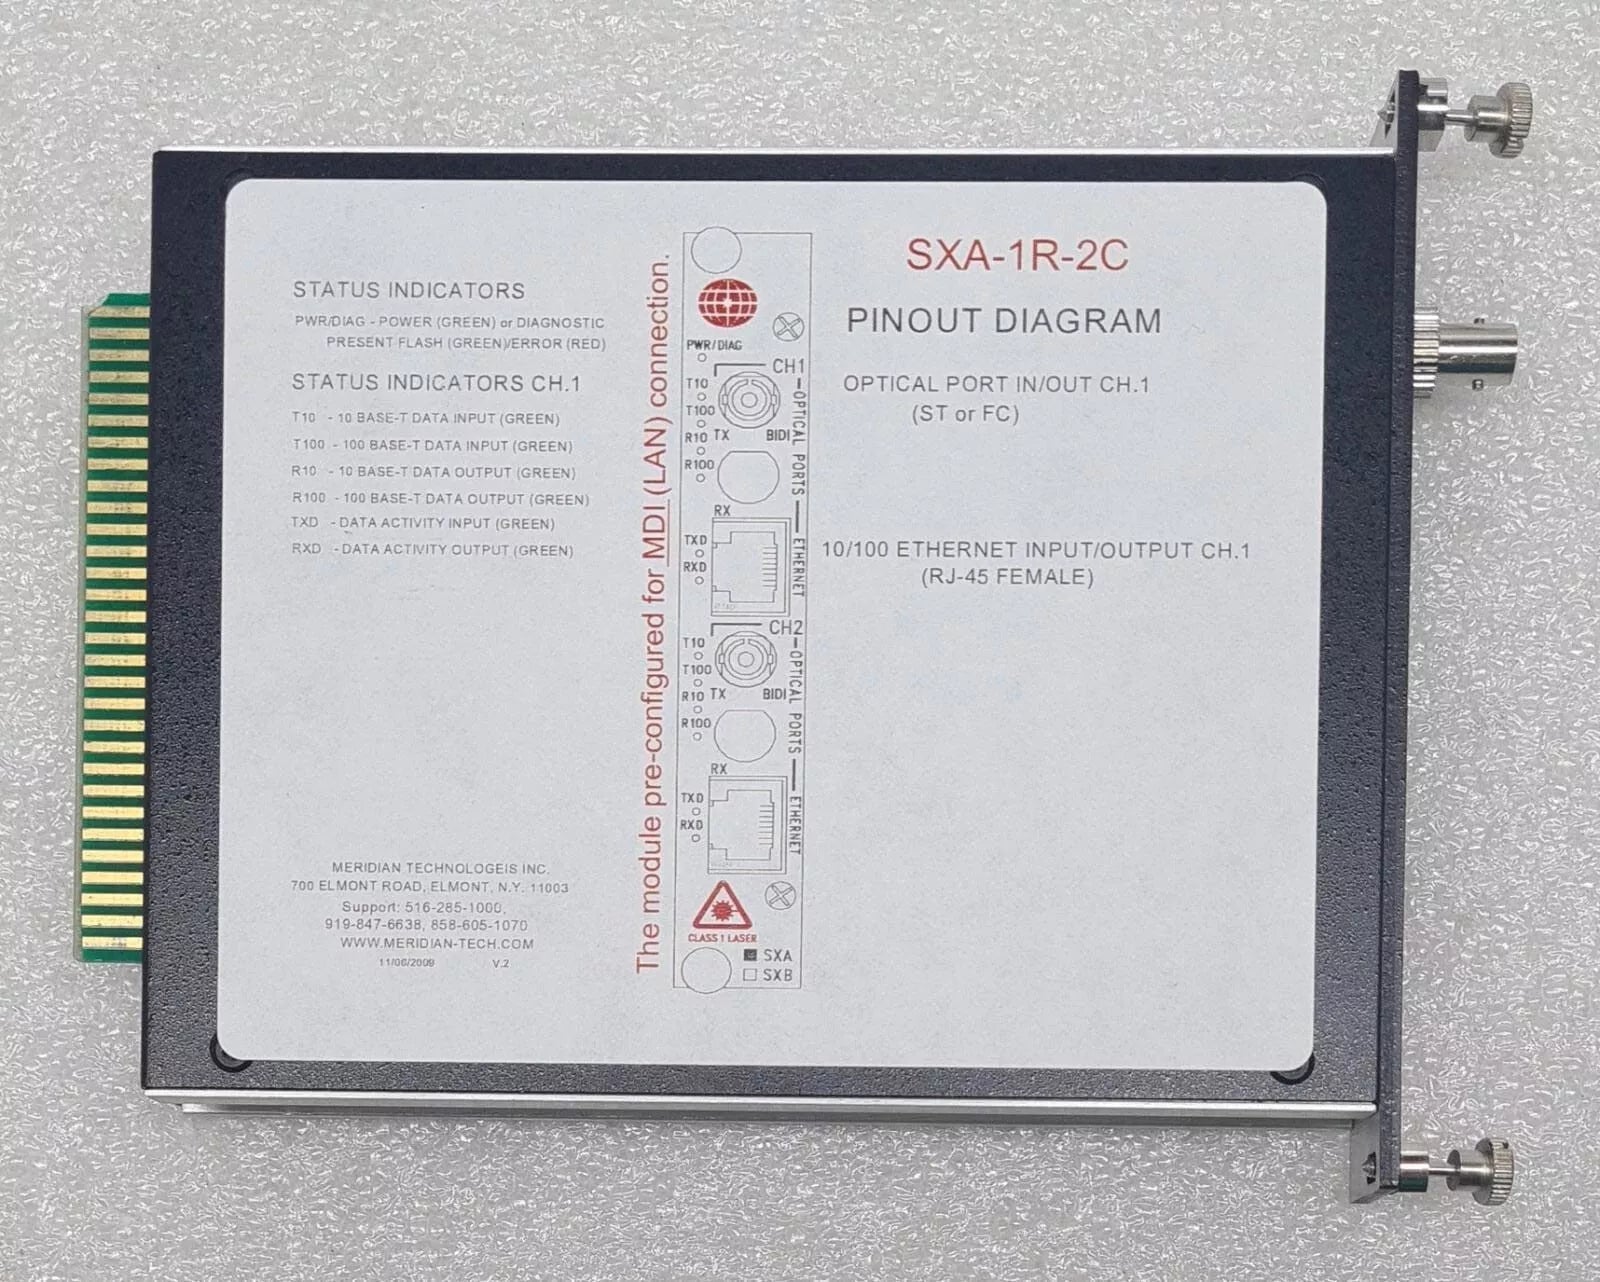 SXA-1R-2C
PINOUT DIAGRAM
STATUS INDICATORS
PWR/DIAG - POWER (GREEN) or DIAGNOSTIC
PRESENT FLASH (GREEN)/ERROR (RED)
STATUS INDICATORS CH.1
T10 - 10 BASE-T DATA INPUT (GREEN)
T100 - 100 BASE-T DATA INPUT (GREEN)
R10 - 10 BASE-T DATA OUTPUT (GREEN)
R100 - 100 BASE-T DATA OUTPUT (GREEN)
TXD - DATA ACTIVITY INPUT (GREEN)
RXD - DATA ACTIVITY OUTPUT (GREEN)
MERIDIAN TECHNOLOGEIS INC.
700 ELMONT ROAD, ELMONT, N.Y. 11003
Support: 516-285-1000,
919-847-6638, 858-605-1070
WWW.MERIDIAN-TECH.COM
11/06/2009 V.2
The module pre-configured for MDI (LAN) connection.
PWR/DIAG
CH1
T10
T100
R10 TX BIDI
R100
OPTICAL PORTS
RX
TXD
RXD
ETHERNET
CH2
T10
T100
R10 TX BIDI
R100
OPTICAL PORTS
RX
TXD
RXD
ETHERNET
CLASS 1 LASER
SXA
SXB
OPTICAL PORT IN/OUT CH.1
(ST or FC)
10/100 ETHERNET INPUT/OUTPUT CH.1
(RJ-45 FEMALE)